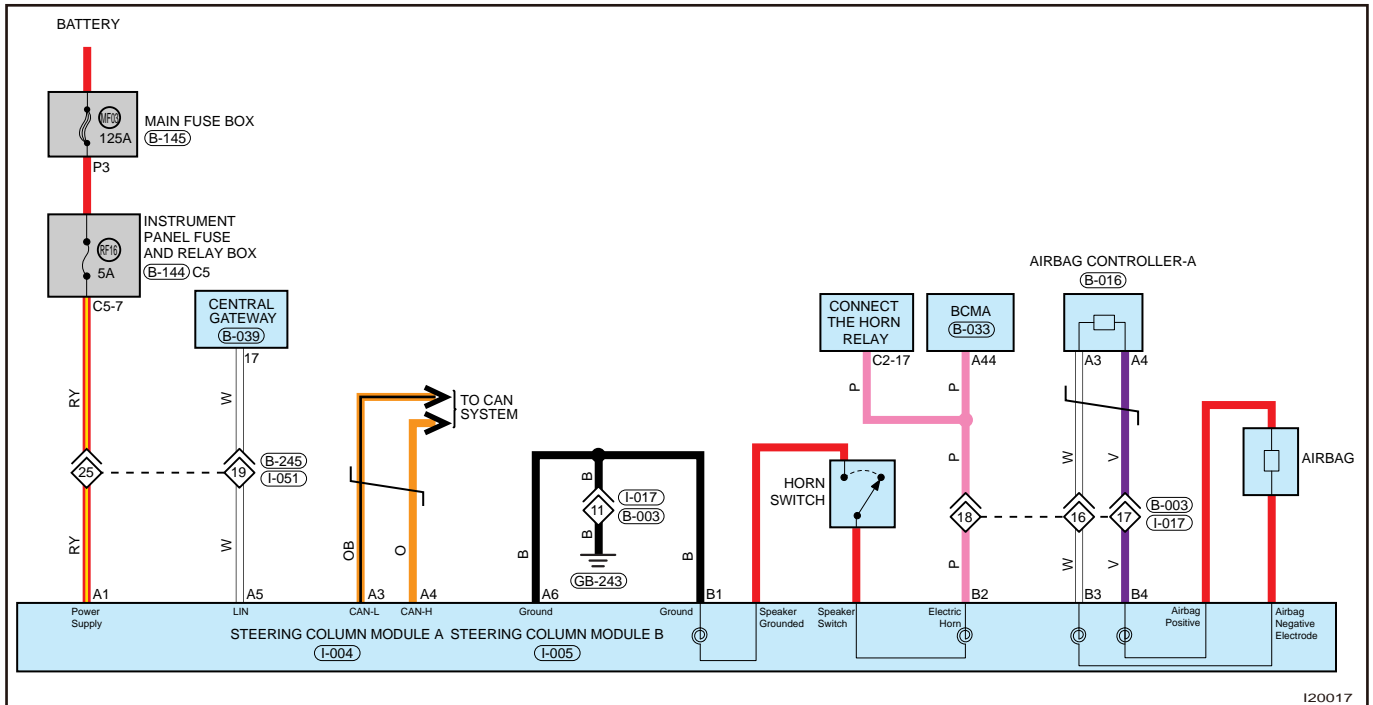 BATTERY
MF03
125A
MAIN FUSE BOX
B-145
P3
INSTRUMENT
PANEL FUSE
AND RELAY BOX
B-144 C5
RF16
5A
C5-7
CENTRAL
GATEWAY
B-039
17
RY
W
25
19
B-245
I-051
RY
W
TO CAN
SYSTEM
OB
O
B
I-017
B-003
11
B
GB-243
B
B
HORN
SWITCH
CONNECT
THE HORN
RELAY
C2-17
BCMA
B-033
A44
P
P
P
18
P
AIRBAG CONTROLLER-A
B-016
A3
A4
W
V
16
17
B-003
I-017
W
V
AIRBAG
A1
A5
A3
A4
A6
B1
B2
B3
B4
Power
Supply
LIN
CAN-L
CAN-H
Ground
Ground
Speaker
Grounded
Speaker
Switch
Electric
Horn
Airbag
Positive
Airbag
Negative
Electrode
STEERING COLUMN MODULE A
I-004
STEERING COLUMN MODULE B
I-005
I20017